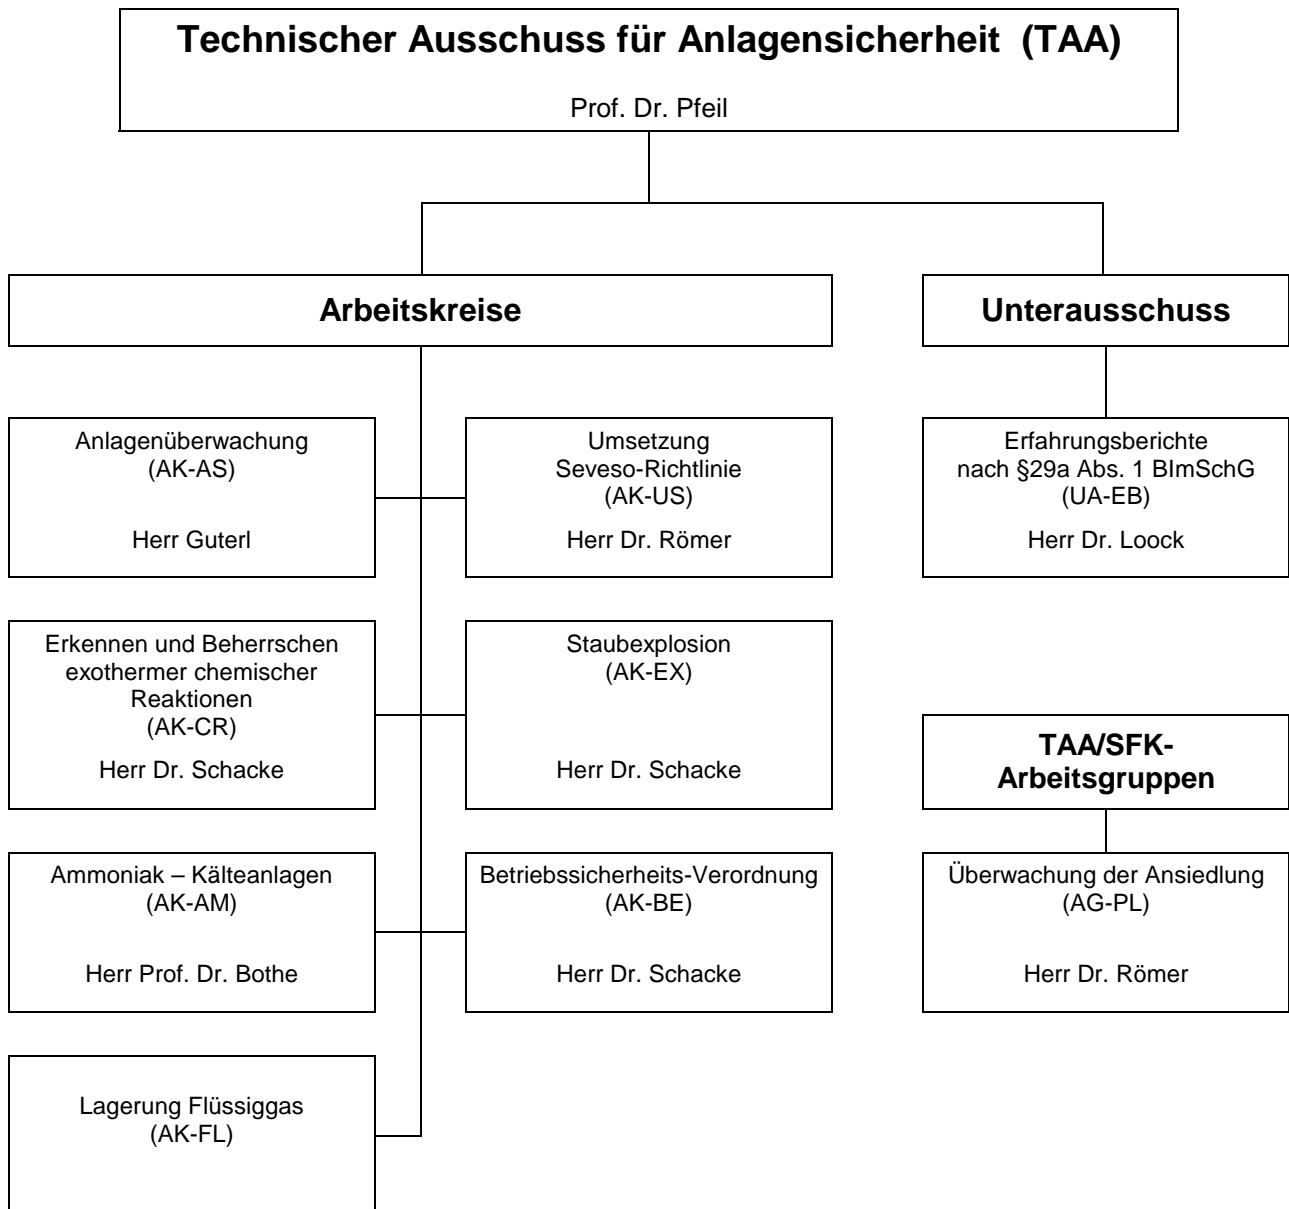 Technischer Ausschuss für Anlagensicherheit (TAA)
Prof. Dr. Pfeil
Arbeitskreise
Unterausschuss
Anlagenüberwachung
(AK-AS)
Herr Guterl
Umsetzung
Seveso-Richtlinie
(AK-US)
Herr Dr. Römer
Erfahrungsberichte
nach §29a Abs. 1 BImSchG
(UA-EB)
Herr Dr. Loock
Erkennen und Beherrschen
exothermer chemischer
Reaktionen
(AK-CR)
Herr Dr. Schacke
Staubexplosion
(AK-EX)
Herr Dr. Schacke
TAA/SFK-
Arbeitsgruppen
Ammoniak – Kälteanlagen
(AK-AM)
Herr Prof. Dr. Bothe
Betriebssicherheits-Verordnung
(AK-BE)
Herr Dr. Schacke
Überwachung der Ansiedlung
(AG-PL)
Herr Dr. Römer
Lagerung Flüssiggas
(AK-FL)